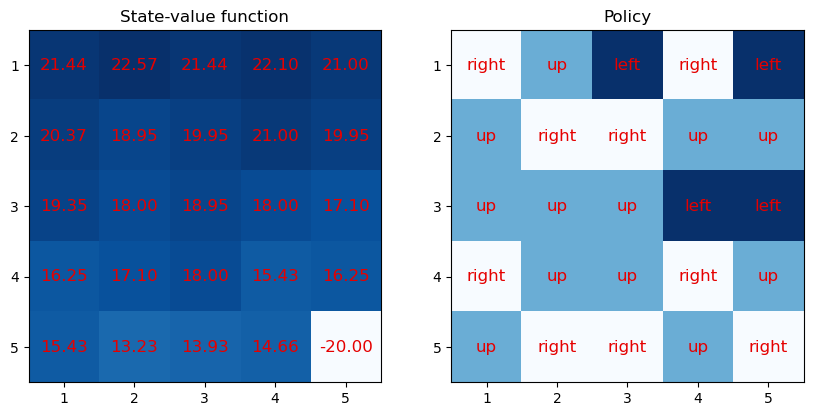 State-value function Policy
1 21.44 22.57 21.44 22.10 21.00 1 right up left right left
2 20.37 18.95 19.95 21.00 19.95 2 up right right up up
3 19.35 18.00 18.95 18.00 17.10 3 up up up left left
4 16.25 17.10 18.00 15.43 16.25 4 right up up right up
5 15.43 13.23 13.93 14.66 -20.00 5 up right right up right
1 2 3 4 5 1 2 3 4 5